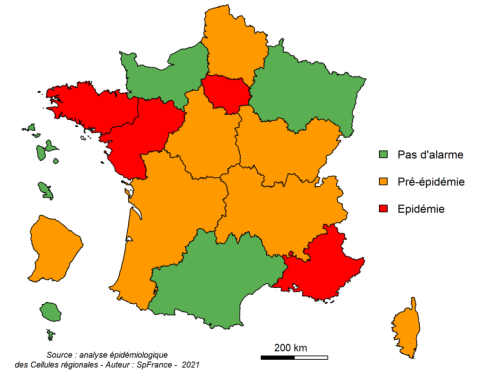 Pas d'alarme
Pré-épidémie
Epidémie
200 km
Source : analyse épidémiologique
des Cellules régionales - Auteur : SpFrance - 2021